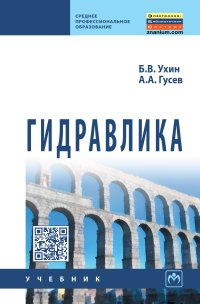 СРЕДНЕЕ
ПРОФЕССИОНАЛЬНОЕ
ОБРАЗОВАНИЕ
znanium.com
Б.В. Ухин
А.А. Гусев
ГИДРАВЛИКА
УЧЕБНИК